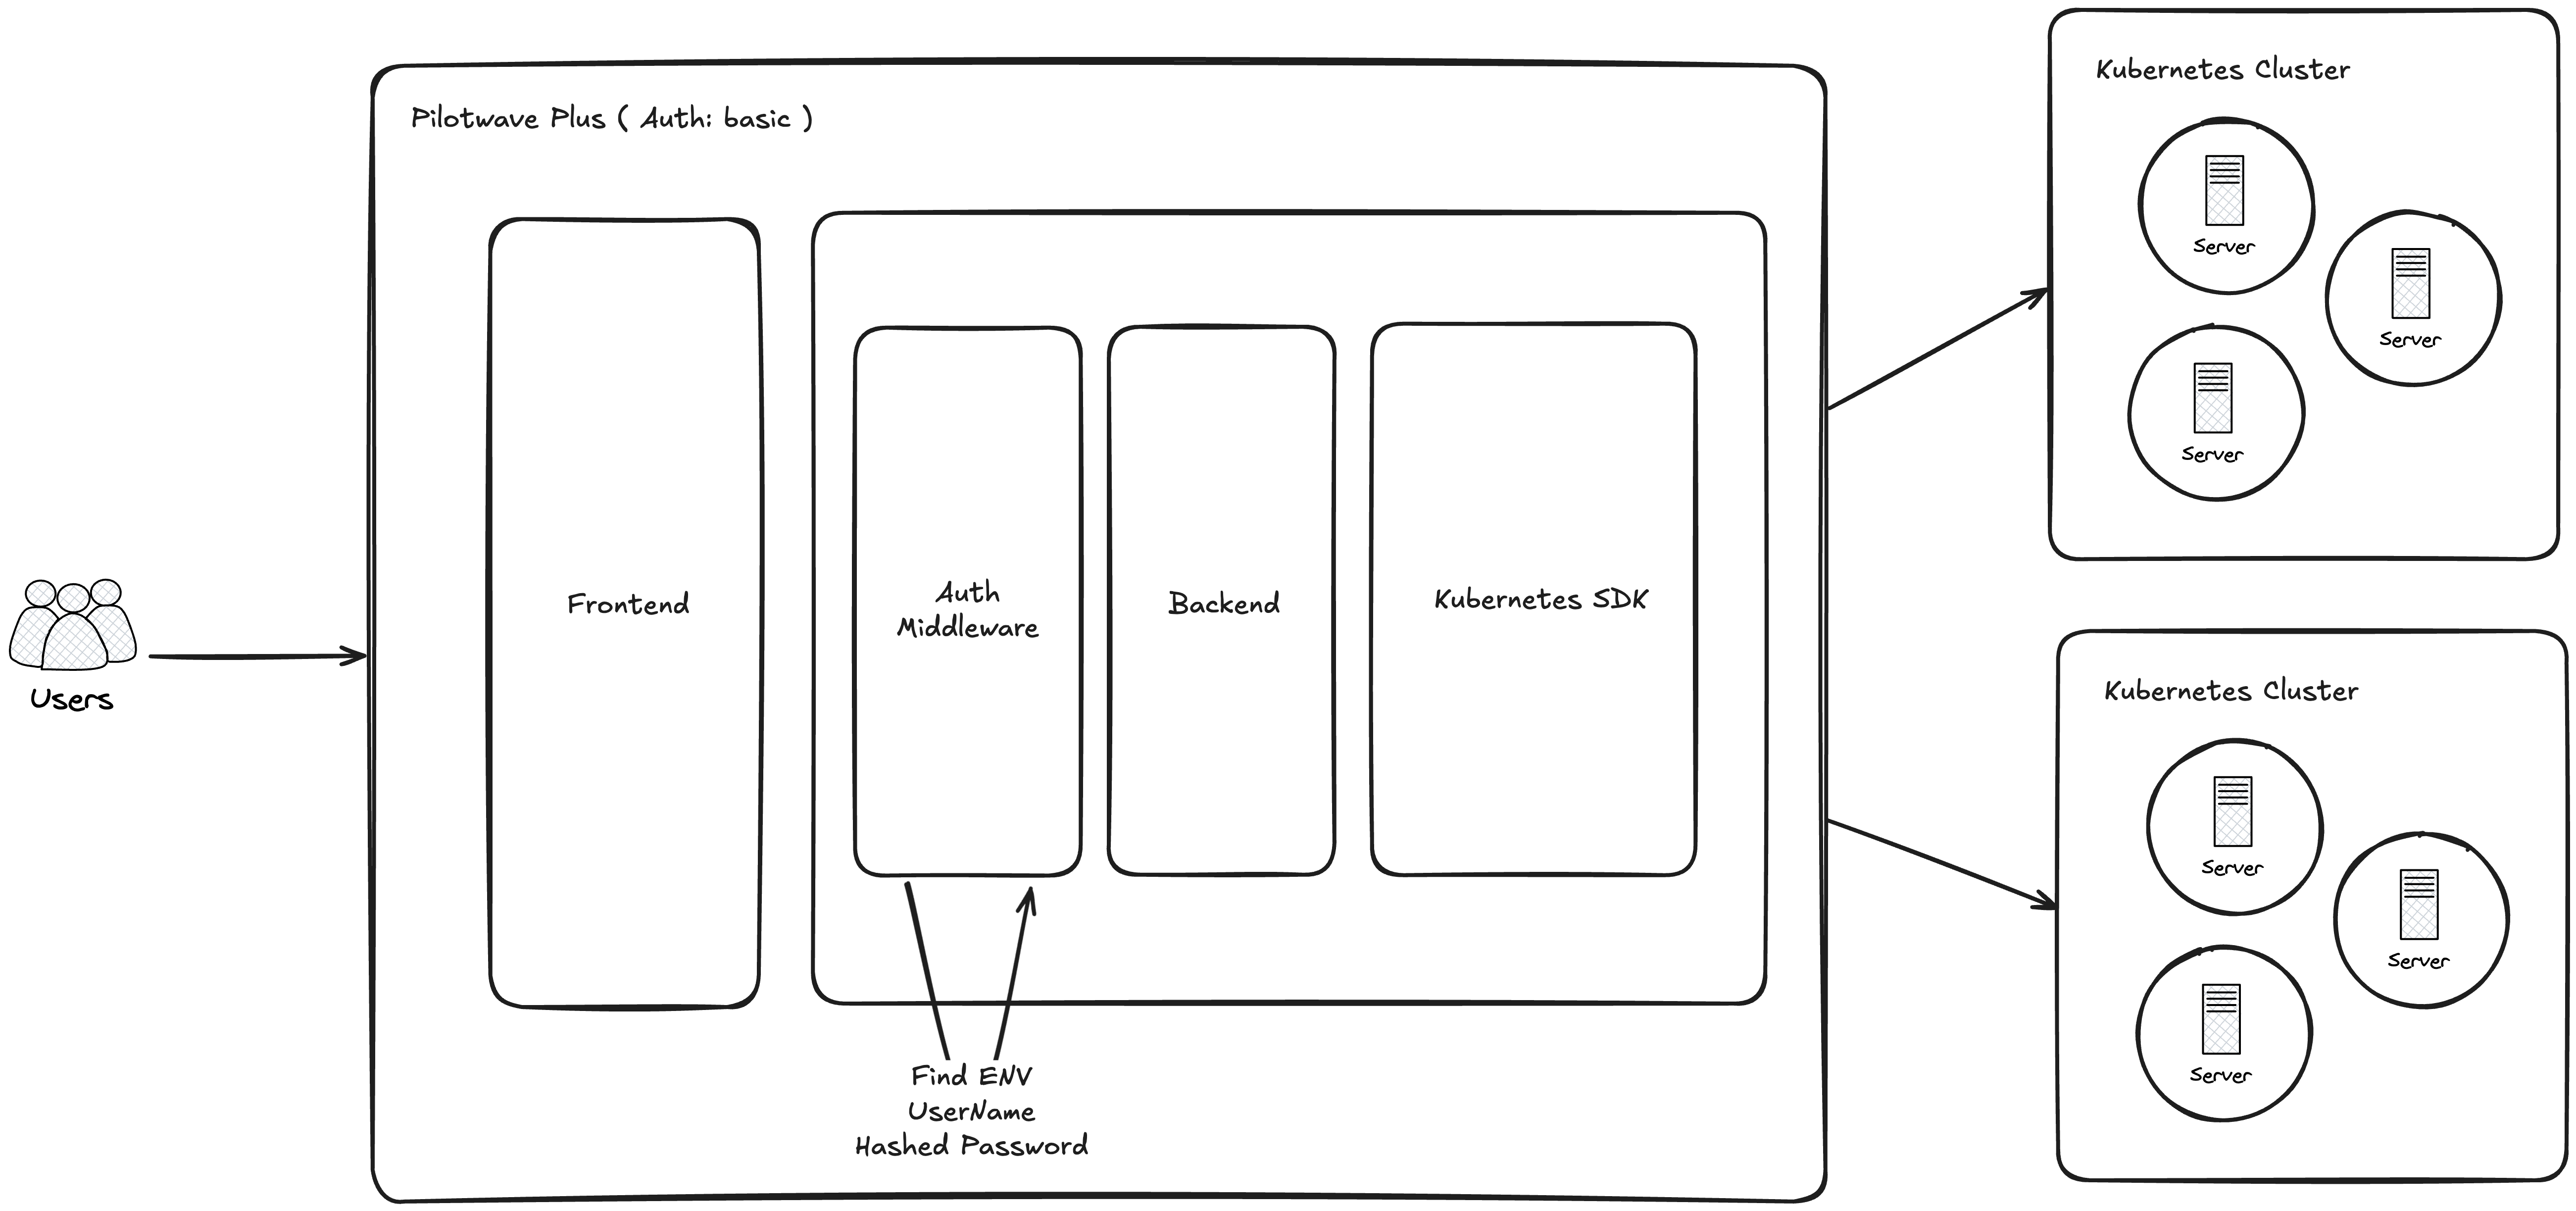 Pilotwave Plus ( Auth: basic )
Users
Frontend
Auth
Middleware
Backend
Kubernetes SDK
Find ENV
UserName
Hashed Password
Kubernetes Cluster
Server
Server
Server
Kubernetes Cluster
Server
Server
Server